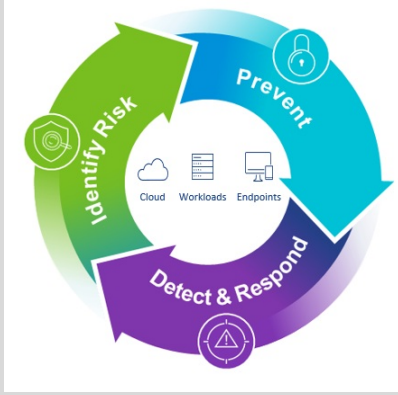 Identify Risk
Prevent
Cloud Workloads Endpoints
Detect & Respond